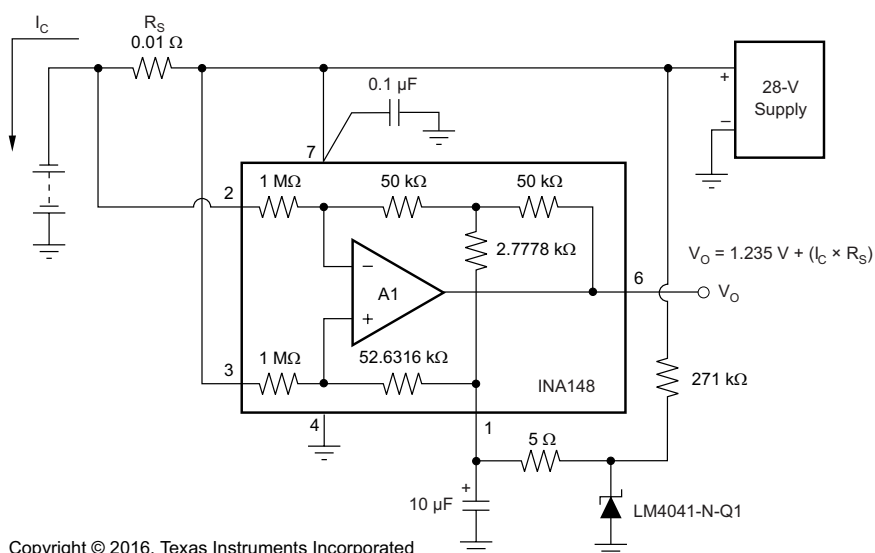 I_C
R_S
0.01 Ω
28-V
Supply
+
−
0.1 µF
7
2
1 MΩ
50 kΩ
50 kΩ
2.7778 kΩ
−
A1
+
6
V_O = 1.235 V + (I_C × R_S)
V_O
3
1 MΩ
52.6316 kΩ
INA148
271 kΩ
4
1
5 Ω
+
10 µF
LM4041-N-Q1
Copyright © 2016, Texas Instruments Incorporated